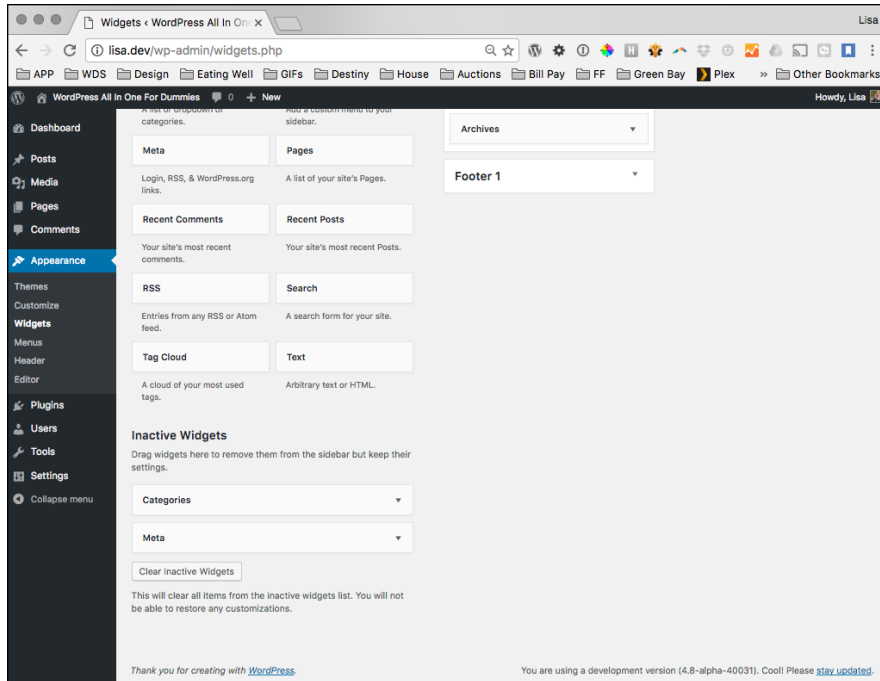 Widgets ‹ WordPress All In On
Lisa
lisa.dev/wp-admin/widgets.php
APP WDS Design Eating Well GIFs Destiny House Auctions Bill Pay FF Green Bay Plex » Other Bookmarks
WordPress All In One For Dummies 0 + New Howdy, Lisa
Dashboard
Posts
Media
Pages
Comments
Appearance
Themes
Customize
Widgets
Menus
Header
Editor
Plugins
Users
Tools
Settings
Collapse menu
A list or dropdown of
categories.
Add a custom menu to your
sidebar.
Meta
Pages
Login, RSS, & WordPress.org
links.
A list of your site's Pages.
Recent Comments
Recent Posts
Your site's most recent
comments.
Your site's most recent Posts.
RSS
Search
Entries from any RSS or Atom
feed.
A search form for your site.
Tag Cloud
Text
A cloud of your most used
tags.
Arbitrary text or HTML.
Inactive Widgets
Drag widgets here to remove them from the sidebar but keep their
settings.
Categories
Meta
Clear Inactive Widgets
This will clear all items from the inactive widgets list. You will not
be able to restore any customizations.
Archives
Footer 1
Thank you for creating with WordPress.
You are using a development version (4.8-alpha-40031). Cool! Please stay updated.